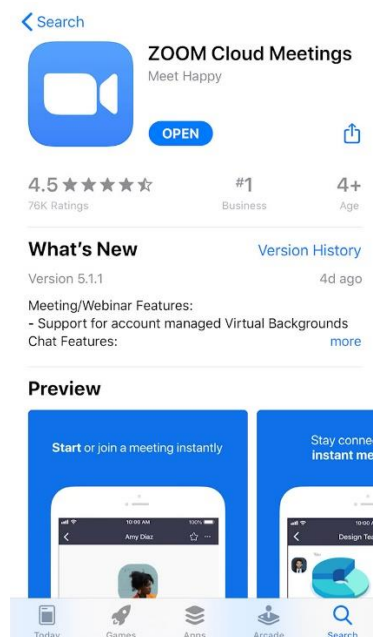 Search
ZOOM Cloud Meetings
Meet Happy
OPEN
4.5
#1
4+
76K Ratings
Business
Age
What's New
Version History
Version 5.1.1
4d ago
Meeting/Webinar Features:
- Support for account managed Virtual Backgrounds
Chat Features:
more
Preview
Start or join a meeting instantly
10:00 AM
100%
Amy Diaz
Stay conne
instant me
10:00 A
Design Tea
You
Today
Games
Apps
Arcade
Search